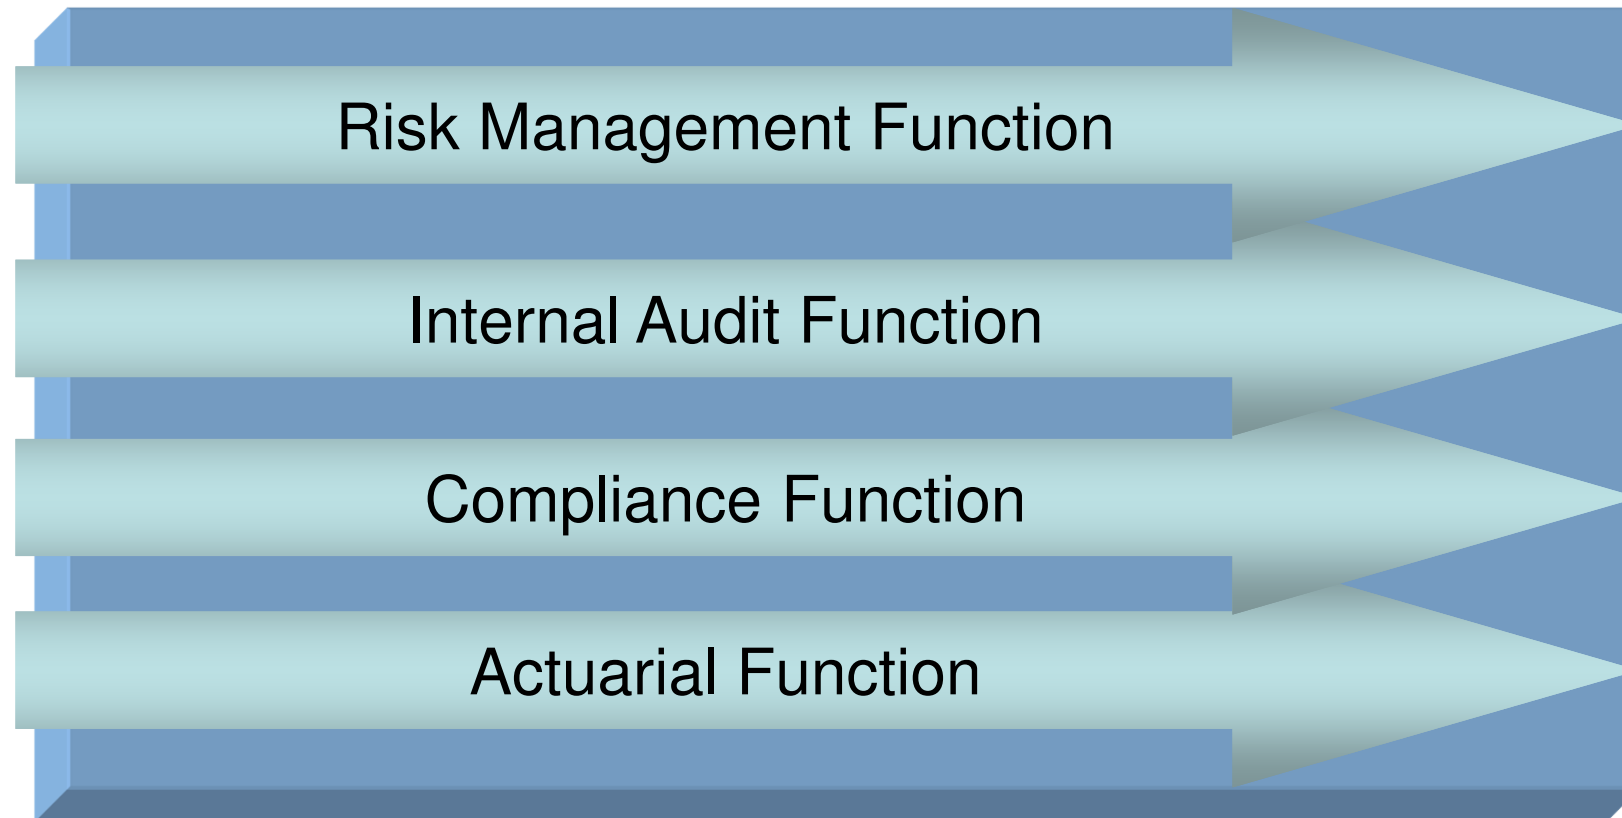 Risk Management Function
Internal Audit Function
Compliance Function
Actuarial Function